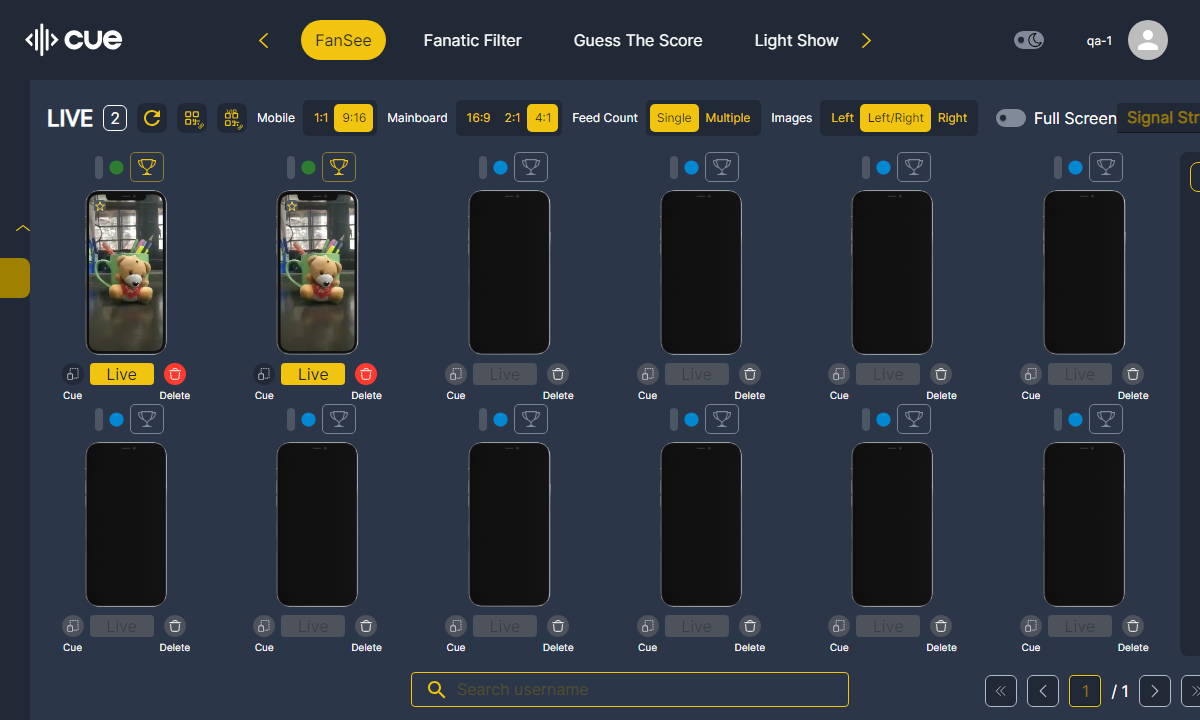 cue
FanSee
Fanatic Filter
Guess The Score
Light Show
qa-1
LIVE 2
Mobile 1:1 9:16
Mainboard 16:9 2:1 4:1
Feed Count Single Multiple
Images Left Left/Right Right
Full Screen
Signal Str
Live Live Live Live Live Live
Cue Delete Cue Delete Cue Delete Cue Delete Cue Delete Cue Delete
Live Live Live Live Live Live
Cue Delete Cue Delete Cue Delete Cue Delete Cue Delete Cue Delete
Search username
1 / 1